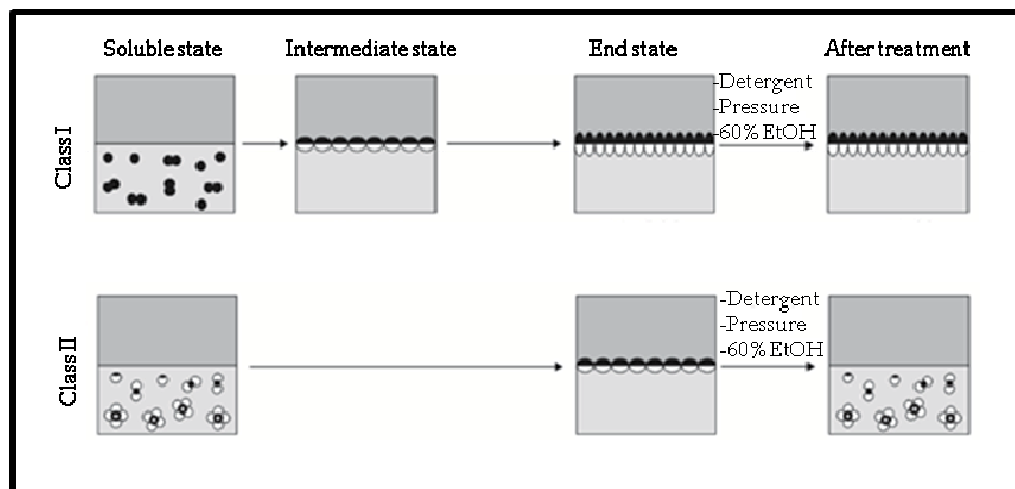 Soluble state Intermediate state End state After treatment
Class I
-Detergent
-Pressure
-60% EtOH
Class II
-Detergent
-Pressure
-60% EtOH